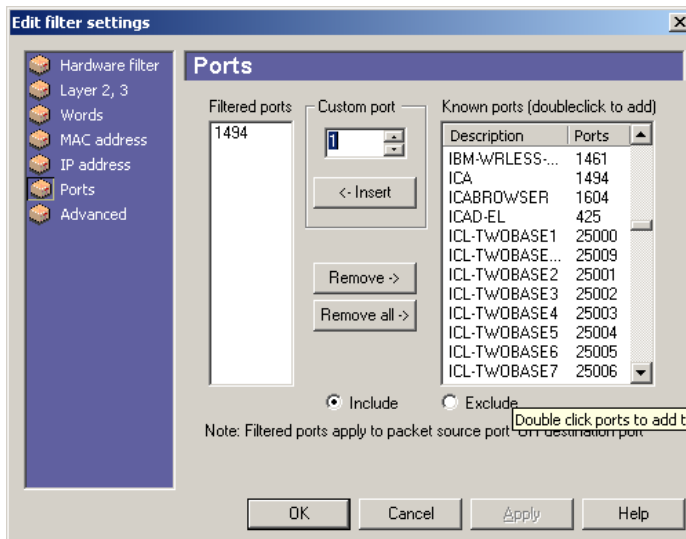 Edit filter settings
Hardware filter
Layer 2, 3
Words
MAC address
IP address
Ports
Advanced
Ports
Filtered ports
1494
Custom port
1
<- Insert
Remove ->
Remove all ->
Known ports (doubleclick to add)
Description Ports
IBM-WRLESS-... 1461
ICA 1494
ICABROWSER 1604
ICAD-EL 425
ICL-TWOBASE1 25000
ICL-TWOBASE... 25009
ICL-TWOBASE2 25001
ICL-TWOBASE3 25002
ICL-TWOBASE4 25003
ICL-TWOBASE5 25004
ICL-TWOBASE6 25005
ICL-TWOBASE7 25006
Include Exclude
Double click ports to add t
Note: Filtered ports apply to packet source port destination port
OK Cancel Apply Help